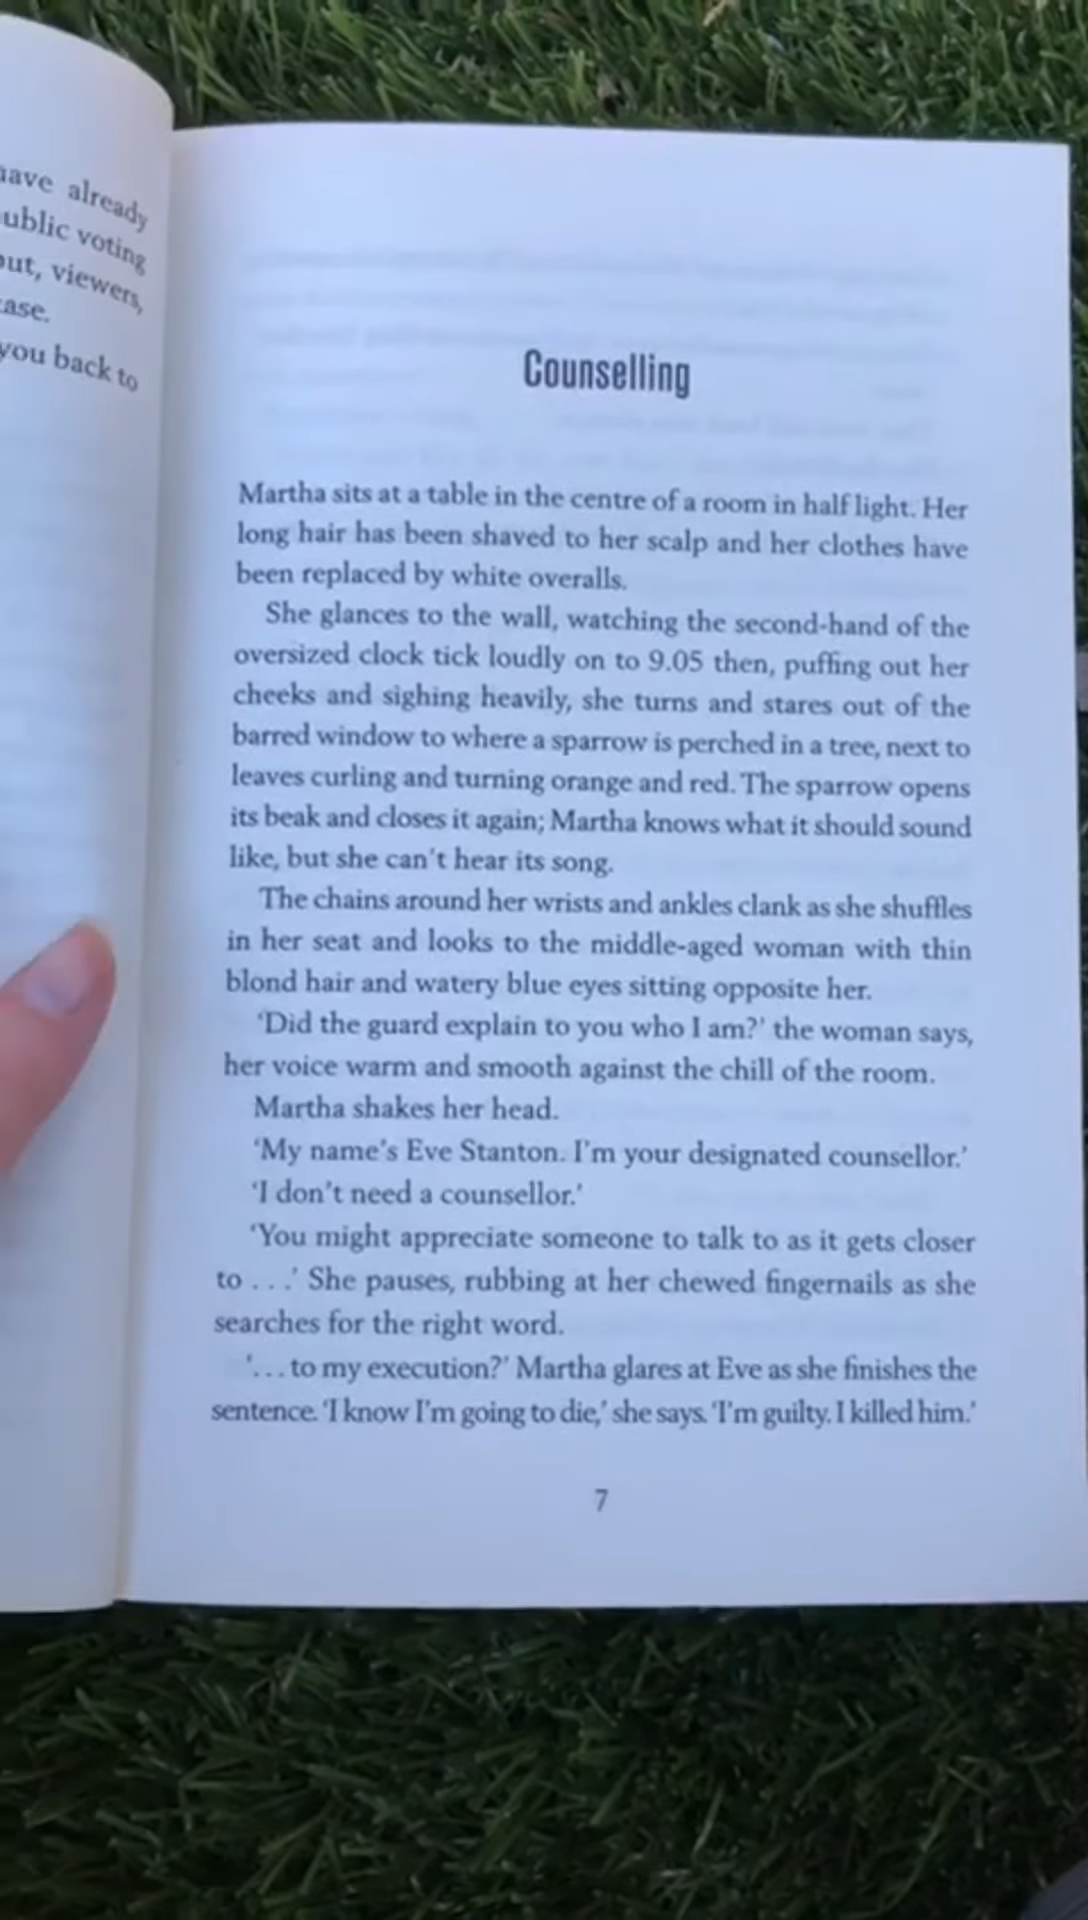 have already
ublic voting
out, viewers,
case.
you back to
Counselling
Martha sits at a table in the centre of a room in half light. Her
long hair has been shaved to her scalp and her clothes have
been replaced by white overalls.
She glances to the wall, watching the second-hand of the
oversized clock tick loudly on to 9.05 then, puffing out her
cheeks and sighing heavily, she turns and stares out of the
barred window to where a sparrow is perched in a tree, next to
leaves curling and turning orange and red. The sparrow opens
its beak and closes it again; Martha knows what it should sound
like, but she can't hear its song.
The chains around her wrists and ankles clank as she shuffles
in her seat and looks to the middle-aged woman with thin
blond hair and watery blue eyes sitting opposite her.
‘Did the guard explain to you who I am?’ the woman says,
her voice warm and smooth against the chill of the room.
Martha shakes her head.
‘My name's Eve Stanton. I'm your designated counsellor.’
‘I don't need a counsellor.’
‘You might appreciate someone to talk to as it gets closer
to . . .’ She pauses, rubbing at her chewed fingernails as she
searches for the right word.
‘. . . to my execution?’ Martha glares at Eve as she finishes the
sentence. ‘I know I'm going to die,’ she says. ‘I'm guilty. I killed him.’
7